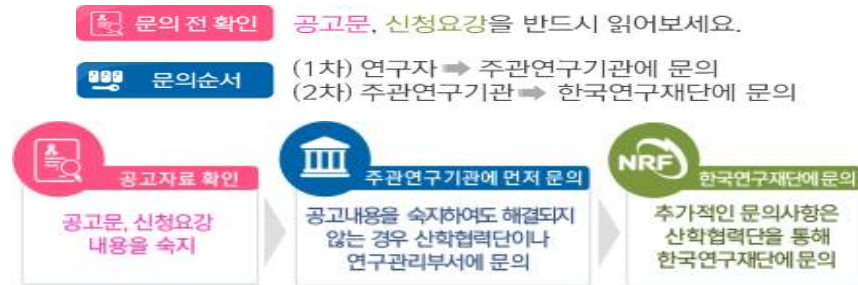 문의 전 확인
공고문, 신청요강을 반드시 읽어보세요.
문의순서
(1차) 연구자 ➡ 주관연구기관에 문의
(2차) 주관연구기관 ➡ 한국연구재단에 문의
공고자료 확인
공고문, 신청요강
내용을 숙지
주관연구기관에 먼저 문의
공고내용을 숙지하여도 해결되지
않는 경우 산학협력단이나
연구관리부서에 문의
NRF
한국연구재단에 문의
추가적인 문의사항은
산학협력단을 통해
한국연구재단에 문의